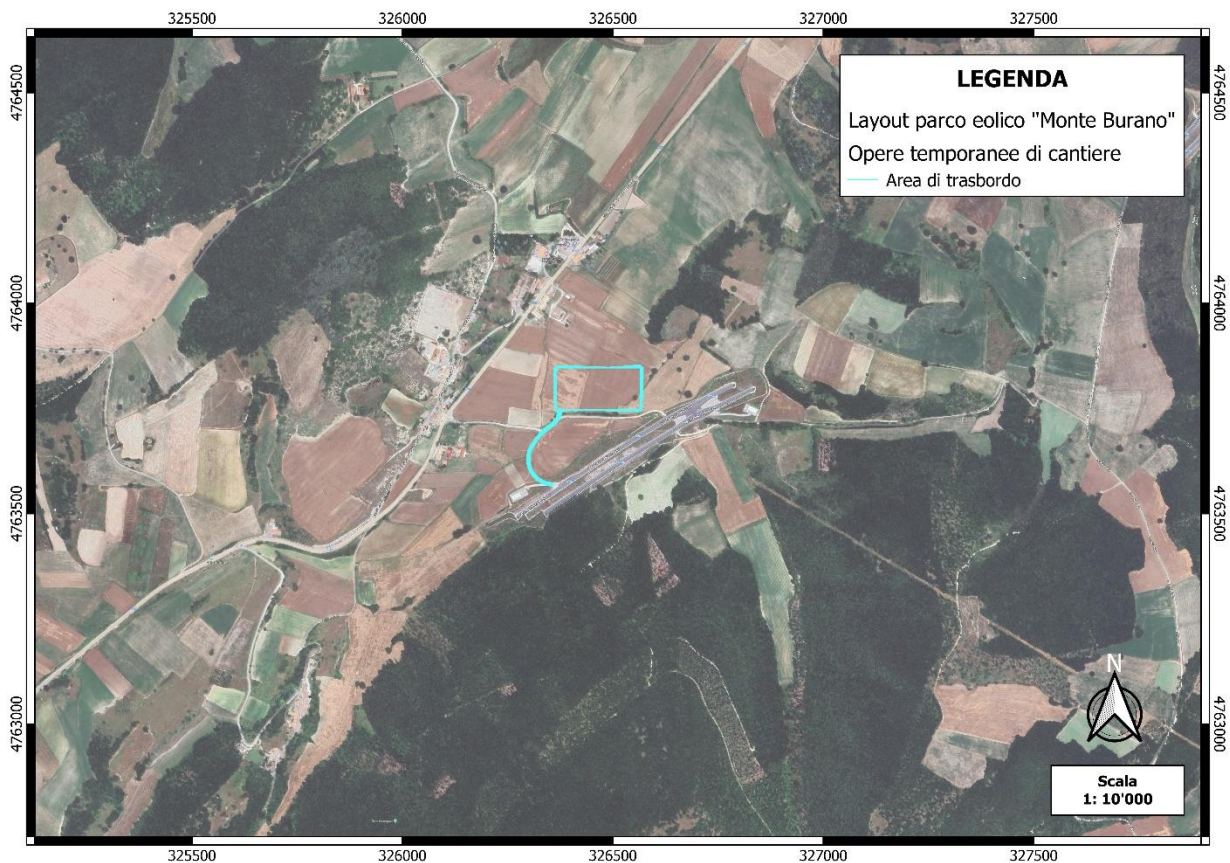 325500 326000 326500 327000 327500
LEGENDA
Layout parco eolico "Monte Burano"
Opere temporanee di cantiere
Area di trasbordo
4764500 4764500
4764000 4764000
4763500 4763500
4763000 4763000
N
Scala
1: 10'000
325500 326000 326500 327000 327500